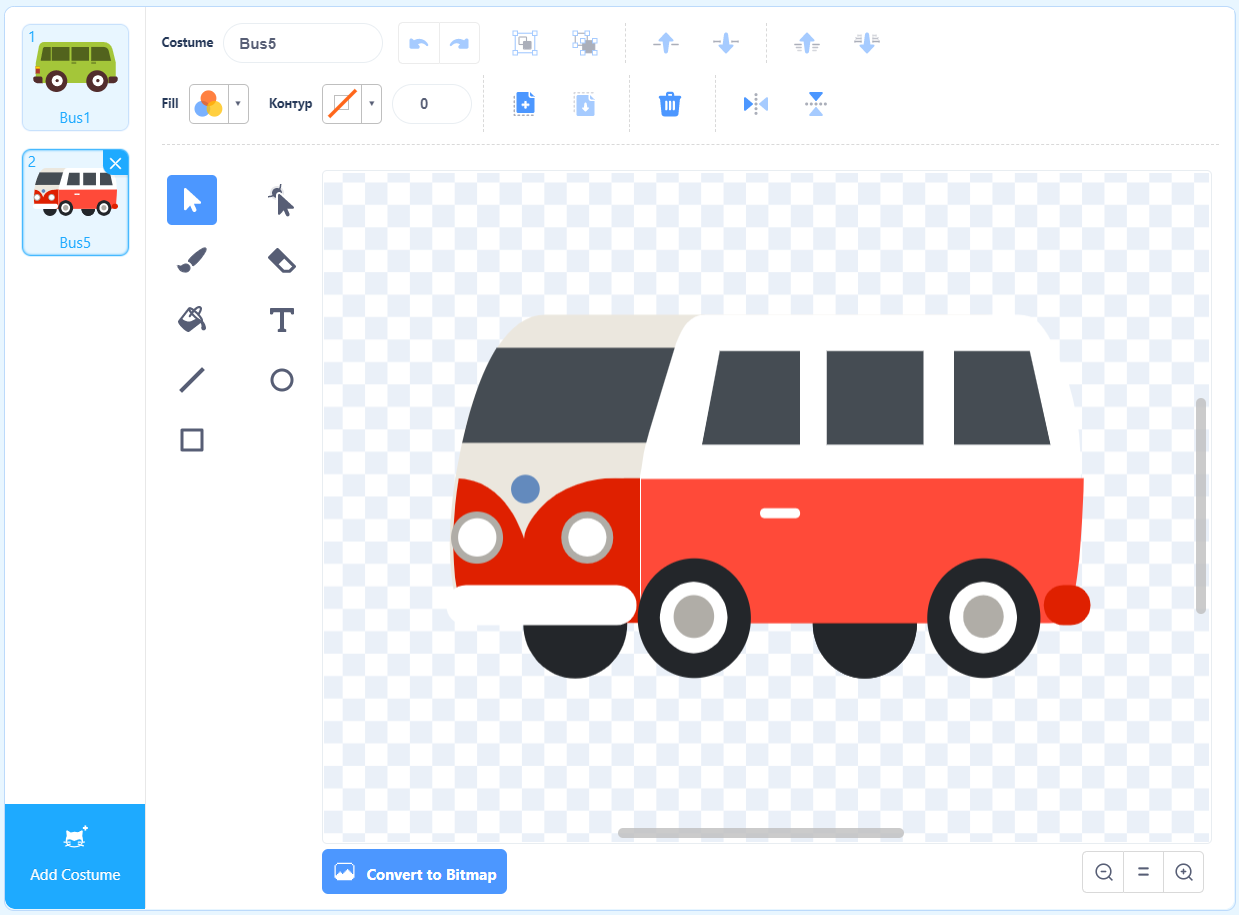 1
Bus1
2
Bus5
Add Costume
Costume
Bus5
Fill
Контур
0
Convert to Bitmap